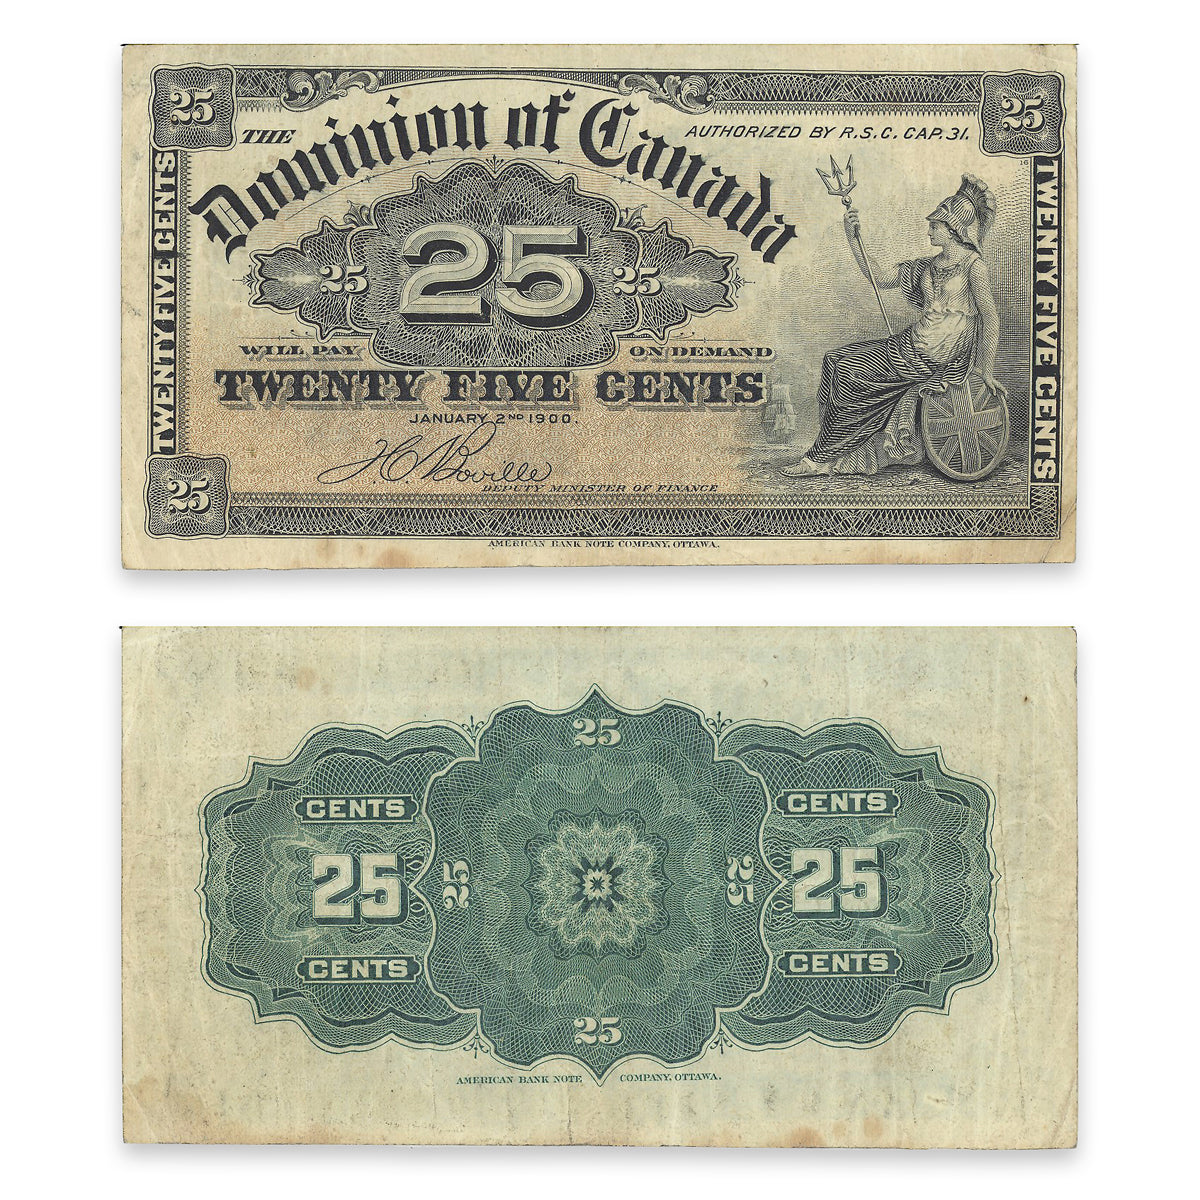 25
25
THE
Dominion of Canada
AUTHORIZED BY R.S.C. CAP. 31.
16
TWENTY FIVE CENTS
TWENTY FIVE CENTS
25
25
25
WILL PAY
ON DEMAND
TWENTY FIVE CENTS
JANUARY 2ND 1900.
J.C. Boville
DEPUTY MINISTER OF FINANCE
25
AMERICAN BANK NOTE COMPANY, OTTAWA.
25
CENTS
CENTS
25
25
25
25
CENTS
CENTS
25
AMERICAN BANK NOTE COMPANY, OTTAWA.